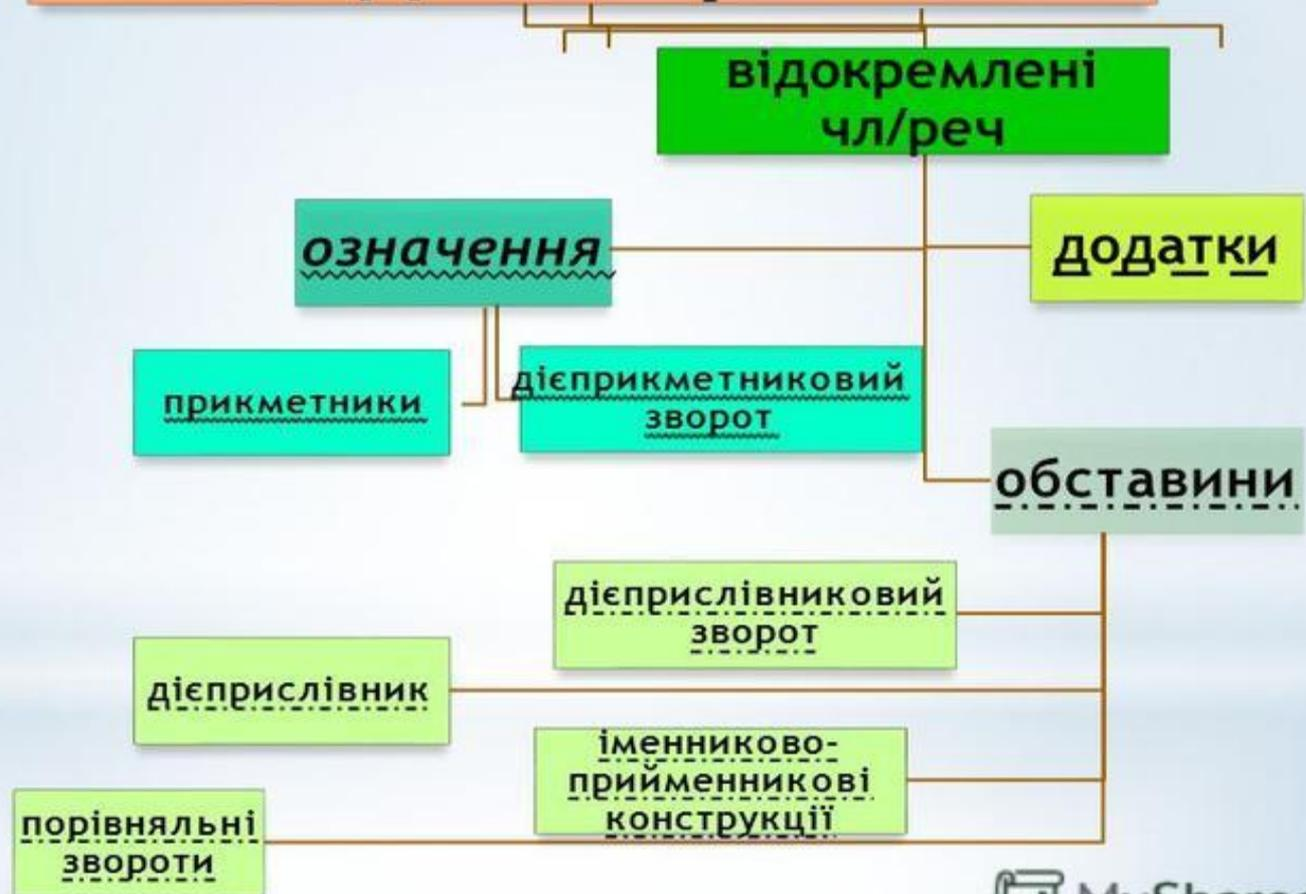 відокремлені
чл/реч
означення
додатки
прикметники
дієприкметниковий
зворот
обставини
дієприслівниковий
зворот
дієприслівник
іменниково-
прийменникові
конструкції
порівняльні
звороти